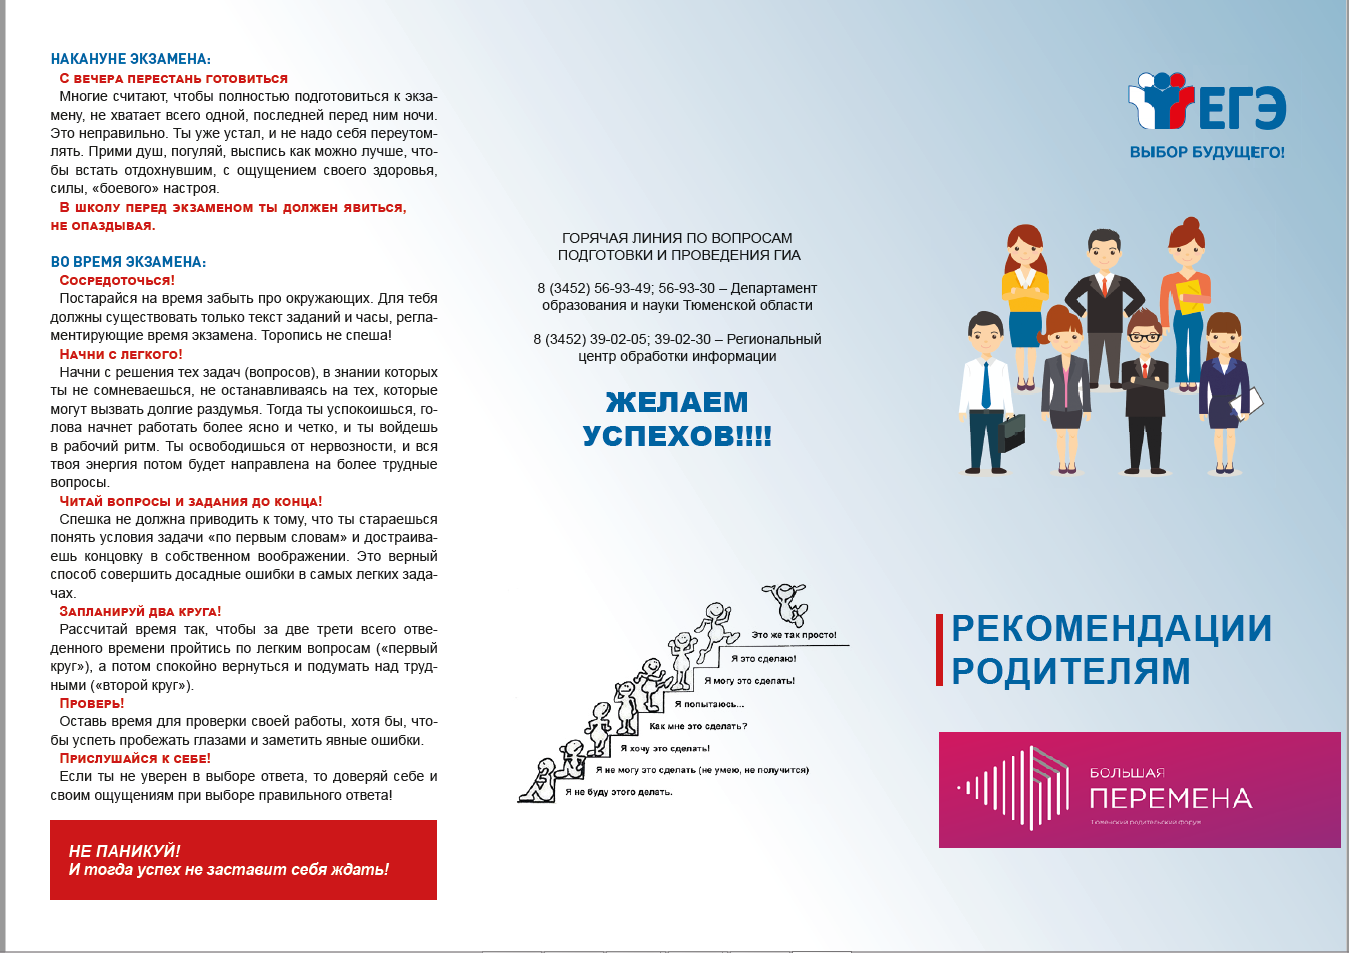 НАКАНУНЕ ЭКЗАМЕНА:
С ВЕЧЕРА ПЕРЕСТАНЬ ГОТОВИТЬСЯ
Многие считают, чтобы полностью подготовиться к экза-
мену, не хватает всего одной, последней перед ним ночи.
Это неправильно. Ты уже устал, и не надо себя переутом-
лять. Прими душ, погуляй, выспись как можно лучше, что-
бы встать отдохнувшим, с ощущением своего здоровья,
силы, «боевого» настроя.
В ШКОЛУ ПЕРЕД ЭКЗАМЕНОМ ТЫ ДОЛЖЕН ЯВИТЬСЯ,
НЕ ОПАЗДЫВАЯ.
ВО ВРЕМЯ ЭКЗАМЕНА:
СОСРЕДОТОЧЬСЯ!
Постарайся на время забыть про окружающих. Для тебя
должны существовать только текст заданий и часы, регла-
ментирующие время экзамена. Торопись не спеша!
НАЧНИ С ЛЕГКОГО!
Начни с решения тех задач (вопросов), в знании которых
ты не сомневаешься, не останавливаясь на тех, которые
могут вызвать долгие раздумья. Тогда ты успокоишься, го-
лова начнет работать более ясно и четко, и ты войдешь
в рабочий ритм. Ты освободишься от нервозности, и вся
твоя энергия потом будет направлена на более трудные
вопросы.
ЧИТАЙ ВОПРОСЫ И ЗАДАНИЯ ДО КОНЦА!
Спешка не должна приводить к тому, что ты стараешься
понять условия задачи «по первым словам» и достраива-
ешь концовку в собственном воображении. Это верный
способ совершить досадные ошибки в самых легких зада-
чах.
ЗАПЛАНИРУЙ ДВА КРУГА!
Рассчитай время так, чтобы за две трети всего отве-
денного времени пройтись по легким вопросам («первый
круг»), а потом спокойно вернуться и подумать над труд-
ными («второй круг»).
ПРОВЕРЬ!
Оставь время для проверки своей работы, хотя бы, что-
бы успеть пробежать глазами и заметить явные ошибки.
ПРИСЛУШАЙСЯ К СЕБЕ!
Если ты не уверен в выборе ответа, то доверяй себе и
своим ощущениям при выборе правильного ответа!
НЕ ПАНИКУЙ!
И тогда успех не заставит себя ждать!
ГОРЯЧАЯ ЛИНИЯ ПО ВОПРОСАМ
ПОДГОТОВКИ И ПРОВЕДЕНИЯ ГИА
8 (3452) 56-93-49; 56-93-30 – Департамент
образования и науки Тюменской области
8 (3452) 39-02-05; 39-02-30 – Региональный
центр обработки информации
ЖЕЛАЕМ
УСПЕХОВ!!!!
Это же так просто!
Я это сделаю!
Я могу это сделать!
Я попытаюсь...
Как мне это сделать?
Я хочу это сделать!
Я не могу это сделать (не умею, не получится)
Я не буду этого делать.
ЕГЭ
ВЫБОР БУДУЩЕГО!
РЕКОМЕНДАЦИИ
РОДИТЕЛЯМ
БОЛЬШАЯ
ПЕРЕМЕНА
Тюменский родительский форум